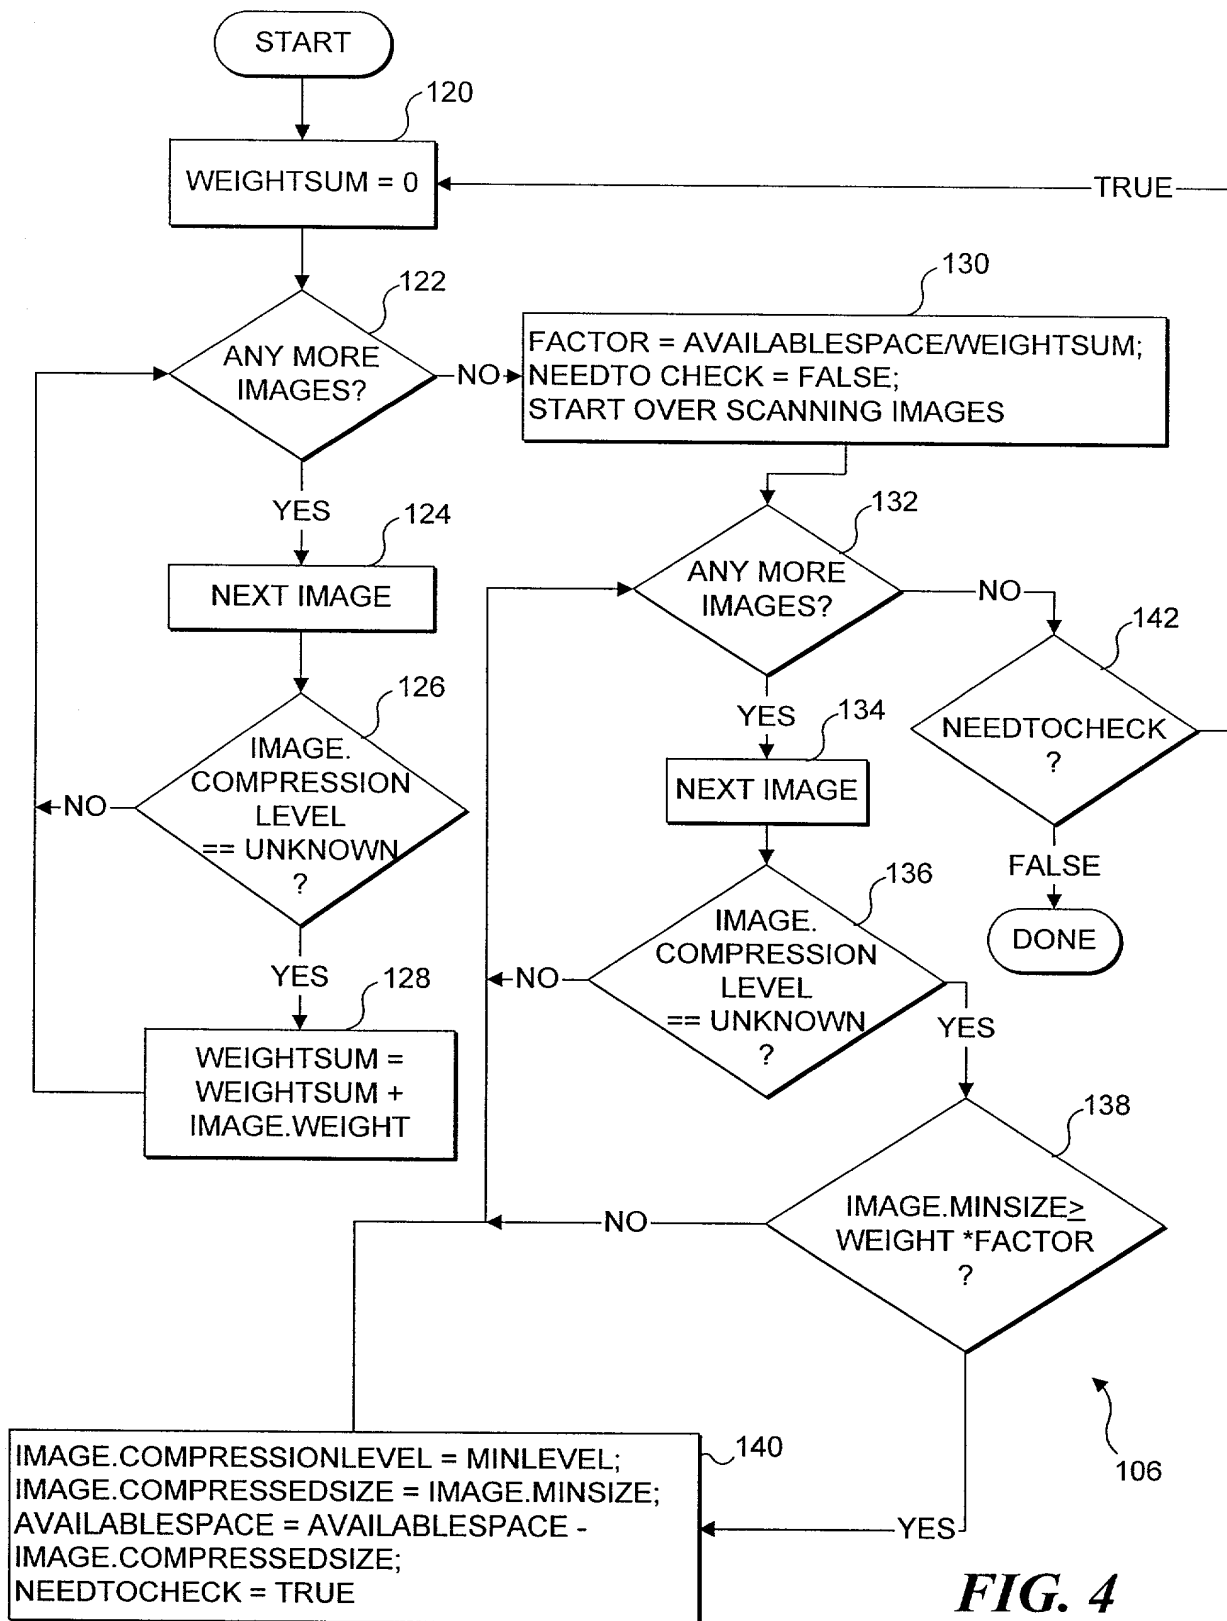 START
120
WEIGHTSUM = 0
TRUE
122
ANY MORE
IMAGES?
NO
130
FACTOR = AVAILABLESPACE/WEIGHTSUM;
NEEDTO CHECK = FALSE;
START OVER SCANNING IMAGES
YES
124
NEXT IMAGE
126
IMAGE.
COMPRESSION
LEVEL
== UNKNOWN
?
NO
YES
128
WEIGHTSUM =
WEIGHTSUM +
IMAGE.WEIGHT
132
ANY MORE
IMAGES?
NO
142
NEEDTOCHECK
?
FALSE
DONE
YES
134
NEXT IMAGE
136
IMAGE.
COMPRESSION
LEVEL
== UNKNOWN
?
NO
YES
138
IMAGE.MINSIZE≥
WEIGHT *FACTOR
?
NO
YES
140
IMAGE.COMPRESSIONLEVEL = MINLEVEL;
IMAGE.COMPRESSEDSIZE = IMAGE.MINSIZE;
AVAILABLESPACE = AVAILABLESPACE -
IMAGE.COMPRESSEDSIZE;
NEEDTOCHECK = TRUE
106
FIG. 4